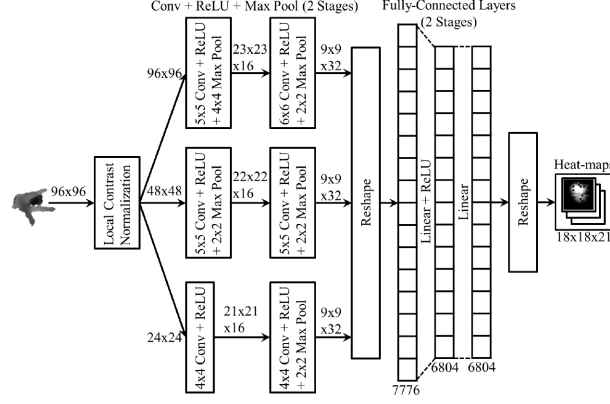 Conv + ReLU + Max Pool (2 Stages)
Fully-Connected Layers
(2 Stages)
96x96
Local Contrast
Normalization
96x96
5x5 Conv + ReLU
+ 4x4 Max Pool
23x23
x16
6x6 Conv + ReLU
+ 2x2 Max Pool
9x9
x32
48x48
5x5 Conv + ReLU
+ 2x2 Max Pool
22x22
x16
5x5 Conv + ReLU
+ 2x2 Max Pool
9x9
x32
24x24
4x4 Conv + ReLU
21x21
x16
4x4 Conv + ReLU
+ 2x2 Max Pool
9x9
x32
Reshape
Linear + ReLU
Linear
7776
6804
6804
Reshape
Heat-maps
18x18x21